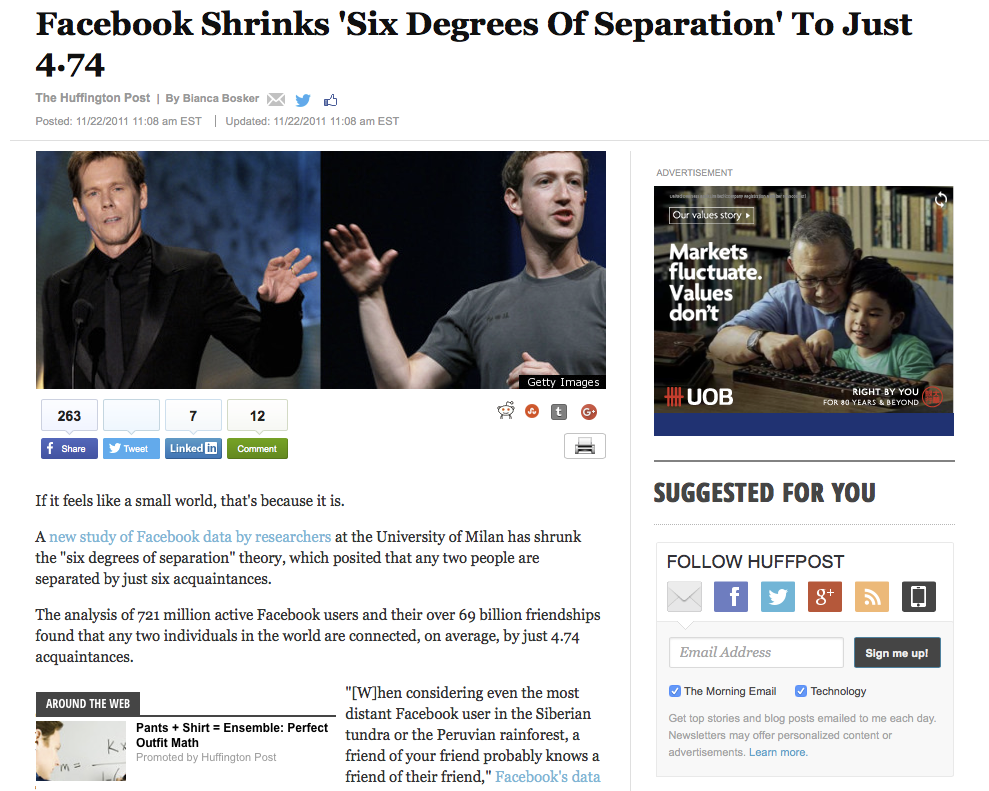 Facebook Shrinks 'Six Degrees Of Separation' To Just
4.74
The Huffington Post | By Bianca Bosker
Posted: 11/22/2011 11:08 am EST | Updated: 11/22/2011 11:08 am EST
Getty Images
263
7
12
Share
Tweet
Linked in
Comment
If it feels like a small world, that's because it is.
A new study of Facebook data by researchers at the University of Milan has shrunk
the "six degrees of separation" theory, which posited that any two people are
separated by just six acquaintances.
The analysis of 721 million active Facebook users and their over 69 billion friendships
found that any two individuals in the world are connected, on average, by just 4.74
acquaintances.
AROUND THE WEB
Pants + Shirt = Ensemble: Perfect
Outfit Math
Promoted by Huffington Post
"[W]hen considering even the most
distant Facebook user in the Siberian
tundra or the Peruvian rainforest, a
friend of your friend probably knows a
friend of their friend," Facebook's data
ADVERTISEMENT
Our values story
Markets
fluctuate.
Values
don't
UOB
RIGHT BY YOU
FOR 80 YEARS & BEYOND
SUGGESTED FOR YOU
FOLLOW HUFFPOST
Email Address
Sign me up!
The Morning Email
Technology
Get top stories and blog posts emailed to me each day.
Newsletters may offer personalized content or
advertisements. Learn more.